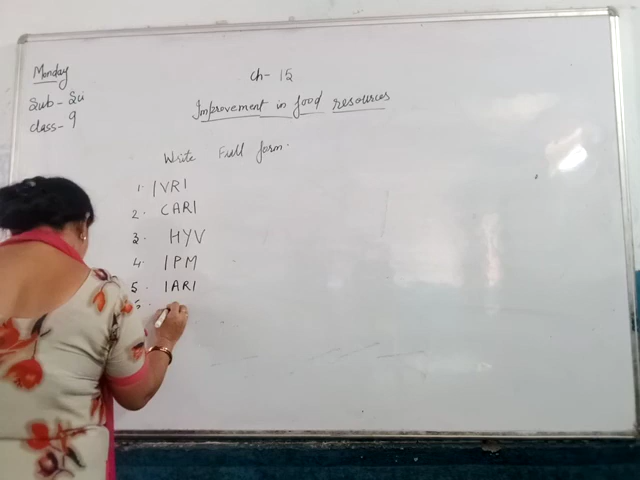 Monday
Sub - Sci
class - 9
Ch - 15
Improvement in food resources
Write Full form.
1. IVRI
2. CARI
3. HYV
4. IPM
5. IARI
6.